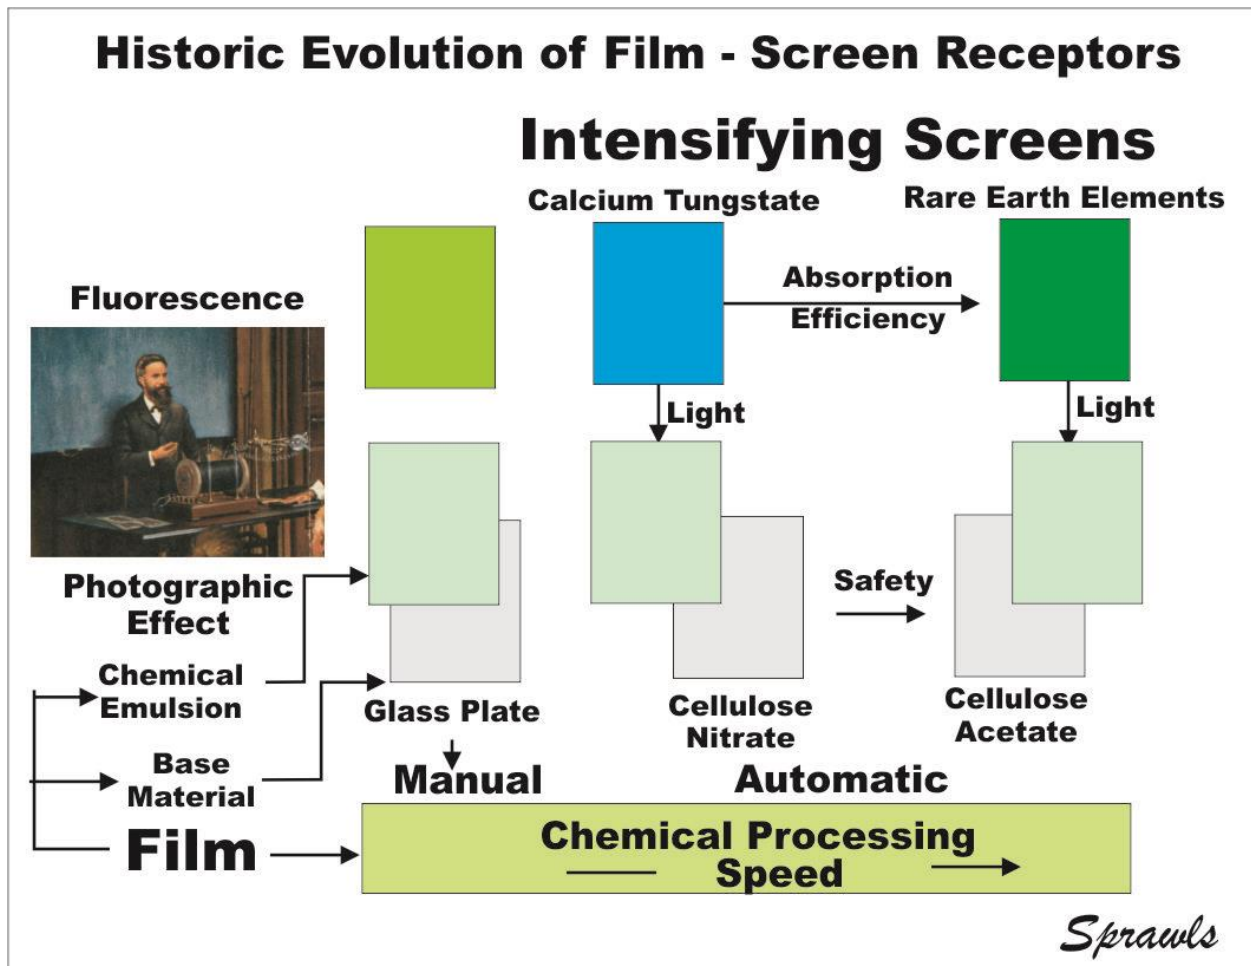 Historic Evolution of Film - Screen Receptors
Intensifying Screens
Calcium Tungstate
Rare Earth Elements
Absorption
Efficiency
Fluorescence
Light
Light
Photographic
Effect
Safety
Chemical
Emulsion
Glass Plate
Cellulose
Nitrate
Cellulose
Acetate
Base
Material
Manual
Automatic
Film
Chemical Processing
Speed
Sprawls